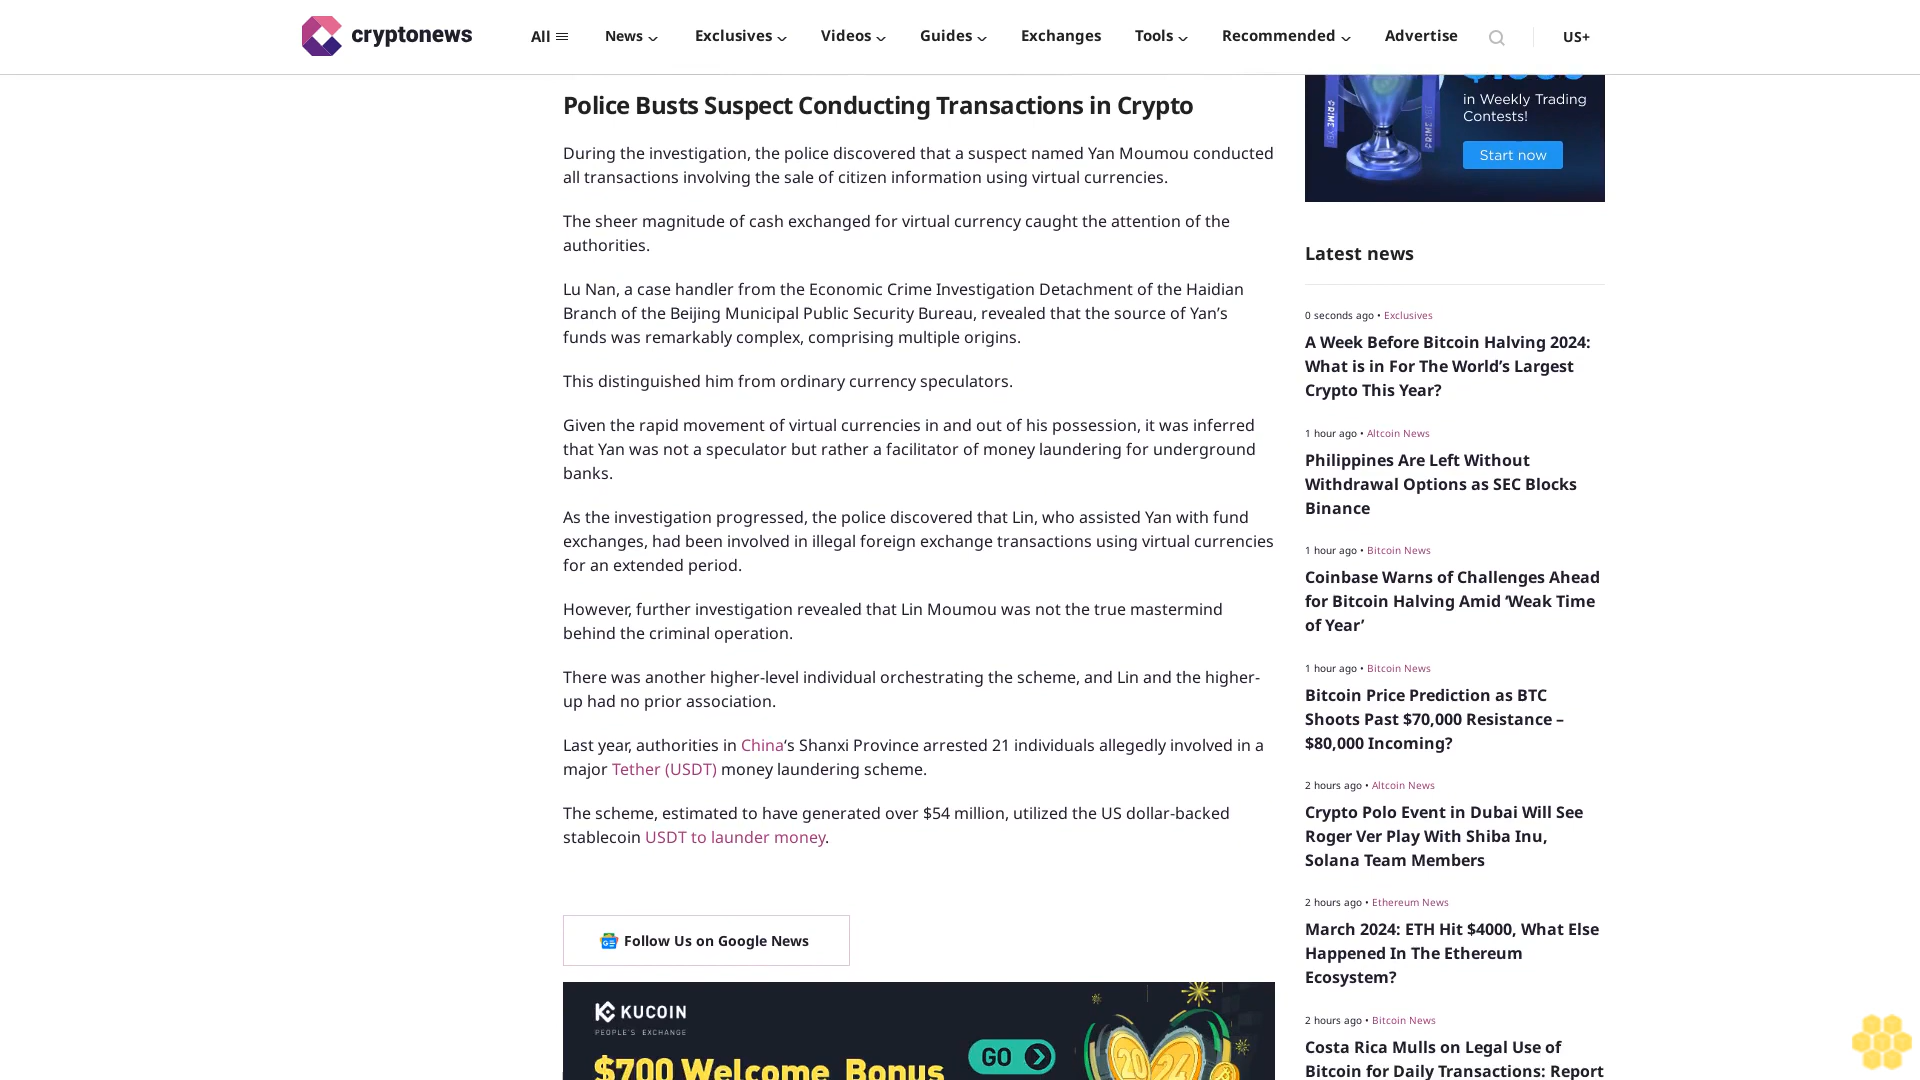 cryptonews
All
News
Exclusives
Videos
Guides
Exchanges
Tools
Recommended
Advertise
US+
Police Busts Suspect Conducting Transactions in Crypto
During the investigation, the police discovered that a suspect named Yan Moumou conducted
all transactions involving the sale of citizen information using virtual currencies.
The sheer magnitude of cash exchanged for virtual currency caught the attention of the
authorities.
Lu Nan, a case handler from the Economic Crime Investigation Detachment of the Haidian
Branch of the Beijing Municipal Public Security Bureau, revealed that the source of Yan’s
funds was remarkably complex, comprising multiple origins.
This distinguished him from ordinary currency speculators.
Given the rapid movement of virtual currencies in and out of his possession, it was inferred
that Yan was not a speculator but rather a facilitator of money laundering for underground
banks.
As the investigation progressed, the police discovered that Lin, who assisted Yan with fund
exchanges, had been involved in illegal foreign exchange transactions using virtual currencies
for an extended period.
However, further investigation revealed that Lin Moumou was not the true mastermind
behind the criminal operation.
There was another higher-level individual orchestrating the scheme, and Lin and the higher-
up had no prior association.
Last year, authorities in China’s Shanxi Province arrested 21 individuals allegedly involved in a
major Tether (USDT) money laundering scheme.
The scheme, estimated to have generated over $54 million, utilized the US dollar-backed
stablecoin USDT to launder money.
Follow Us on Google News
KUCOIN
PEOPLE'S EXCHANGE
$700 Welcome Bonus
GO
2024
in Weekly Trading
Contests!
Start now
Latest news
0 seconds ago • Exclusives
A Week Before Bitcoin Halving 2024:
What is in For The World’s Largest
Crypto This Year?
1 hour ago • Altcoin News
Philippines Are Left Without
Withdrawal Options as SEC Blocks
Binance
1 hour ago • Bitcoin News
Coinbase Warns of Challenges Ahead
for Bitcoin Halving Amid ‘Weak Time
of Year’
1 hour ago • Bitcoin News
Bitcoin Price Prediction as BTC
Shoots Past $70,000 Resistance –
$80,000 Incoming?
2 hours ago • Altcoin News
Crypto Polo Event in Dubai Will See
Roger Ver Play With Shiba Inu,
Solana Team Members
2 hours ago • Ethereum News
March 2024: ETH Hit $4000, What Else
Happened In The Ethereum
Ecosystem?
2 hours ago • Bitcoin News
Costa Rica Mulls on Legal Use of
Bitcoin for Daily Transactions: Report